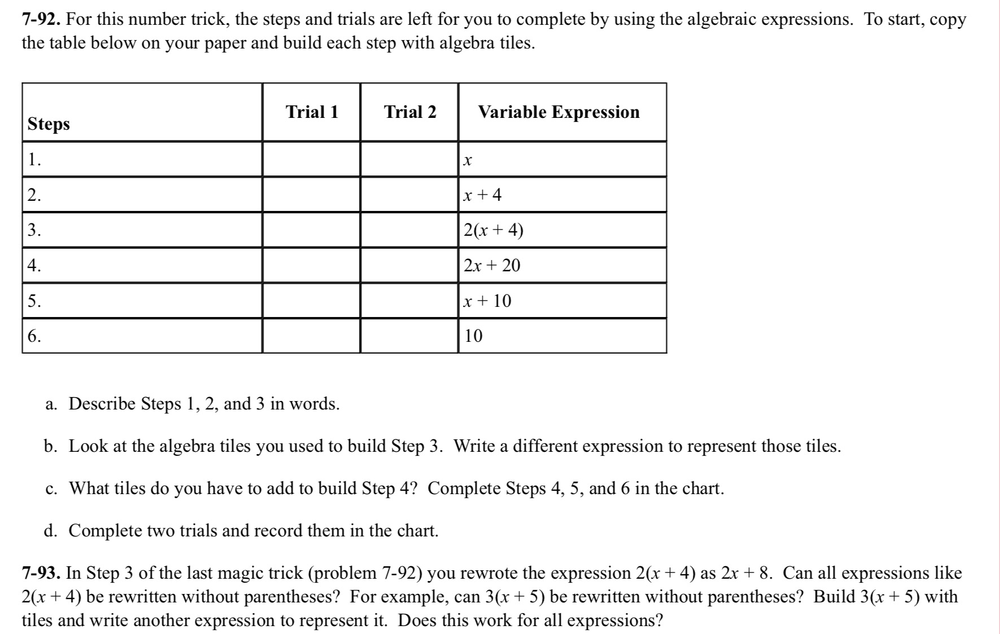 7-92. For this number trick, the steps and trials are left for you to complete by using the algebraic expressions. To start, copy
the table below on your paper and build each step with algebra tiles.
Steps Trial 1 Trial 2 Variable Expression
1. x
2. x + 4
3. 2(x + 4)
4. 2x + 20
5. x + 10
6. 10
a. Describe Steps 1, 2, and 3 in words.
b. Look at the algebra tiles you used to build Step 3. Write a different expression to represent those tiles.
c. What tiles do you have to add to build Step 4? Complete Steps 4, 5, and 6 in the chart.
d. Complete two trials and record them in the chart.
7-93. In Step 3 of the last magic trick (problem 7-92) you rewrote the expression 2(x + 4) as 2x + 8. Can all expressions like
2(x + 4) be rewritten without parentheses? For example, can 3(x + 5) be rewritten without parentheses? Build 3(x + 5) with
tiles and write another expression to represent it. Does this work for all expressions?